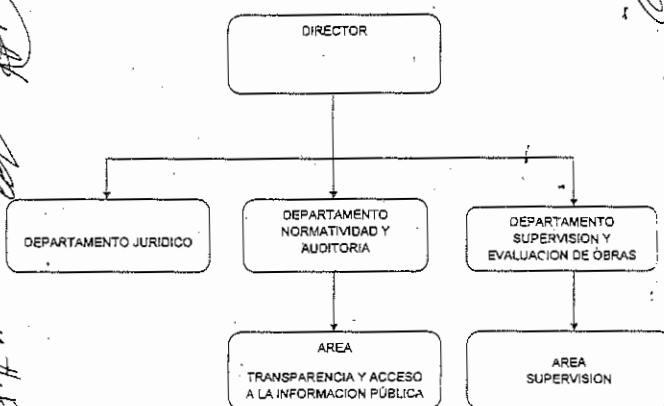 DIRECTOR
DEPARTAMENTO JURIDICO
DEPARTAMENTO
NORMATIVIDAD Y
AUDITORIA
DEPARTAMENTO
SUPERVISION Y
EVALUACION DE OBRAS
AREA
TRANSPARENCIA Y ACCESO
A LA INFORMACION PÚBLICA
AREA
SUPERVISION